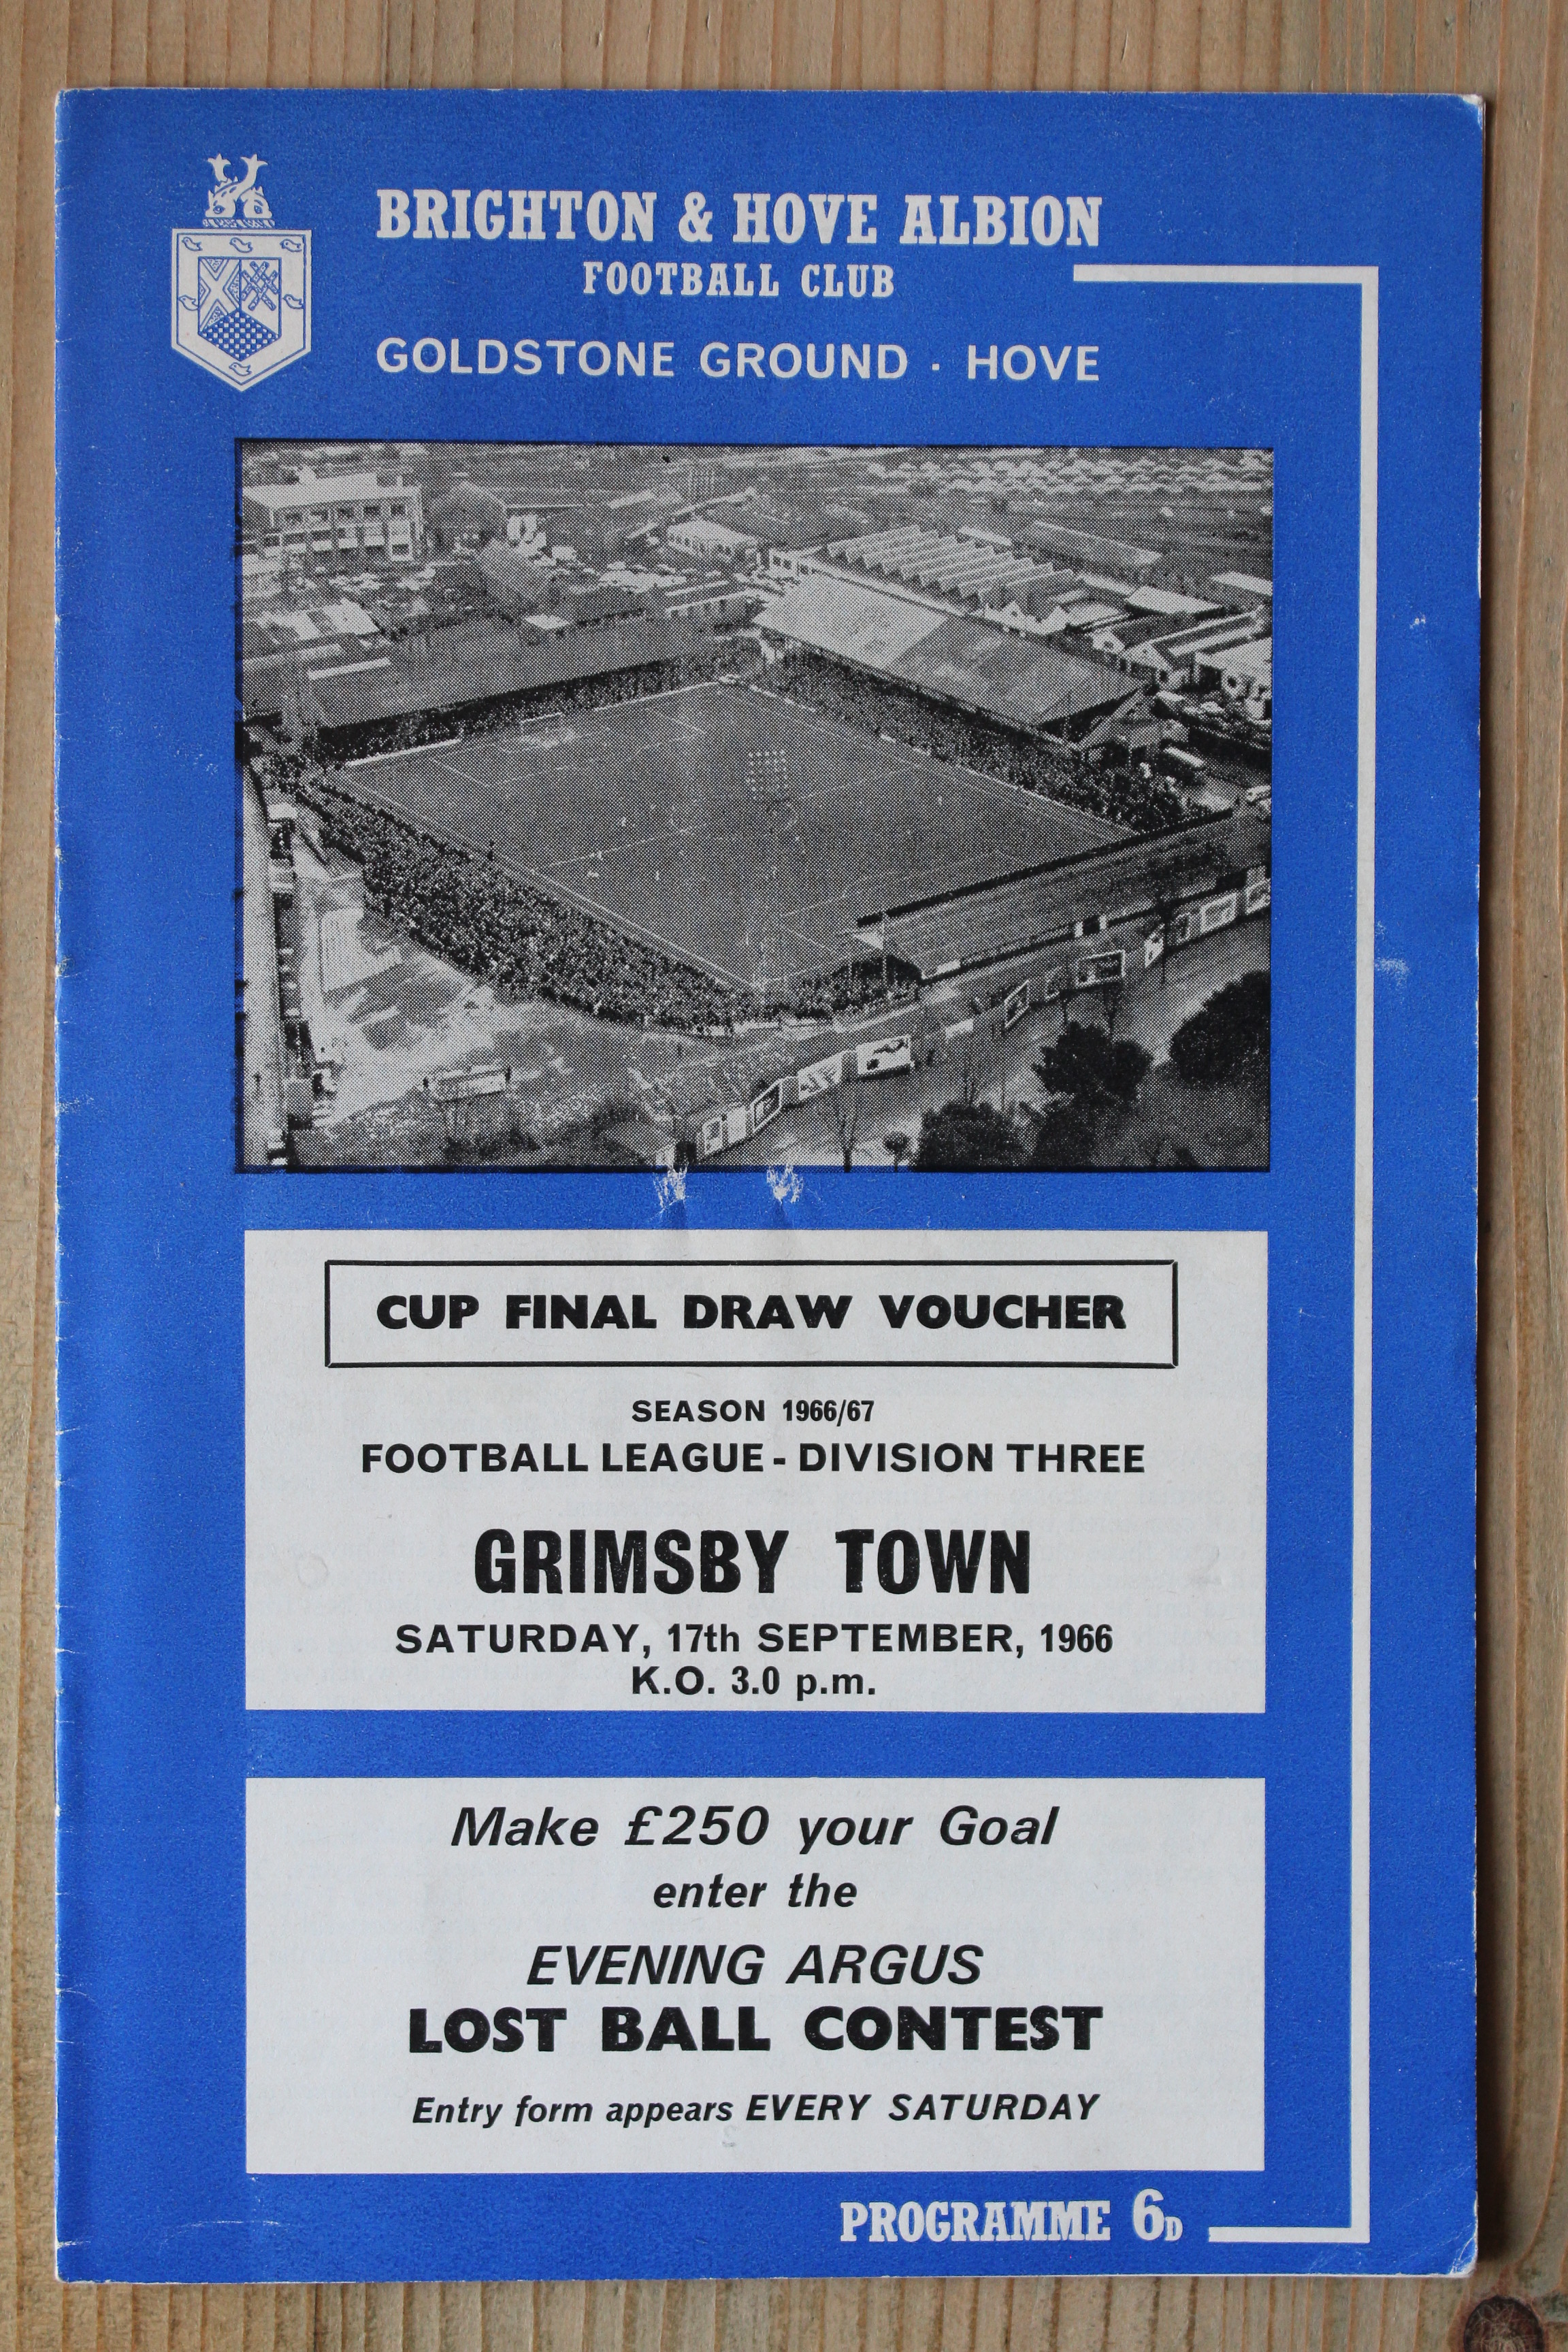 BRIGHTON & HOVE ALBION
FOOTBALL CLUB
GOLDSTONE GROUND · HOVE
CUP FINAL DRAW VOUCHER
SEASON 1966/67
FOOTBALL LEAGUE - DIVISION THREE
GRIMSBY TOWN
SATURDAY, 17th SEPTEMBER, 1966
K.O. 3.0 p.m.
Make £250 your Goal
enter the
EVENING ARGUS
LOST BALL CONTEST
Entry form appears EVERY SATURDAY
PROGRAMME 6D